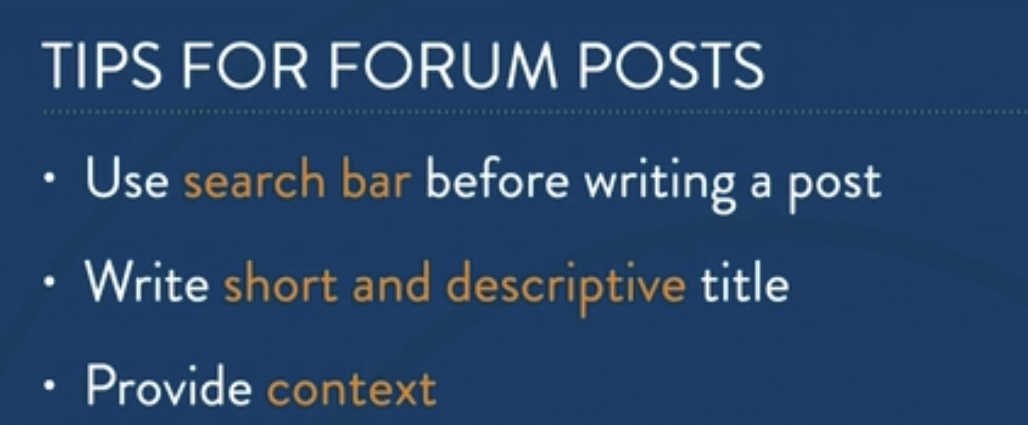 TIPS FOR FORUM POSTS
• Use search bar before writing a post
• Write short and descriptive title
• Provide context